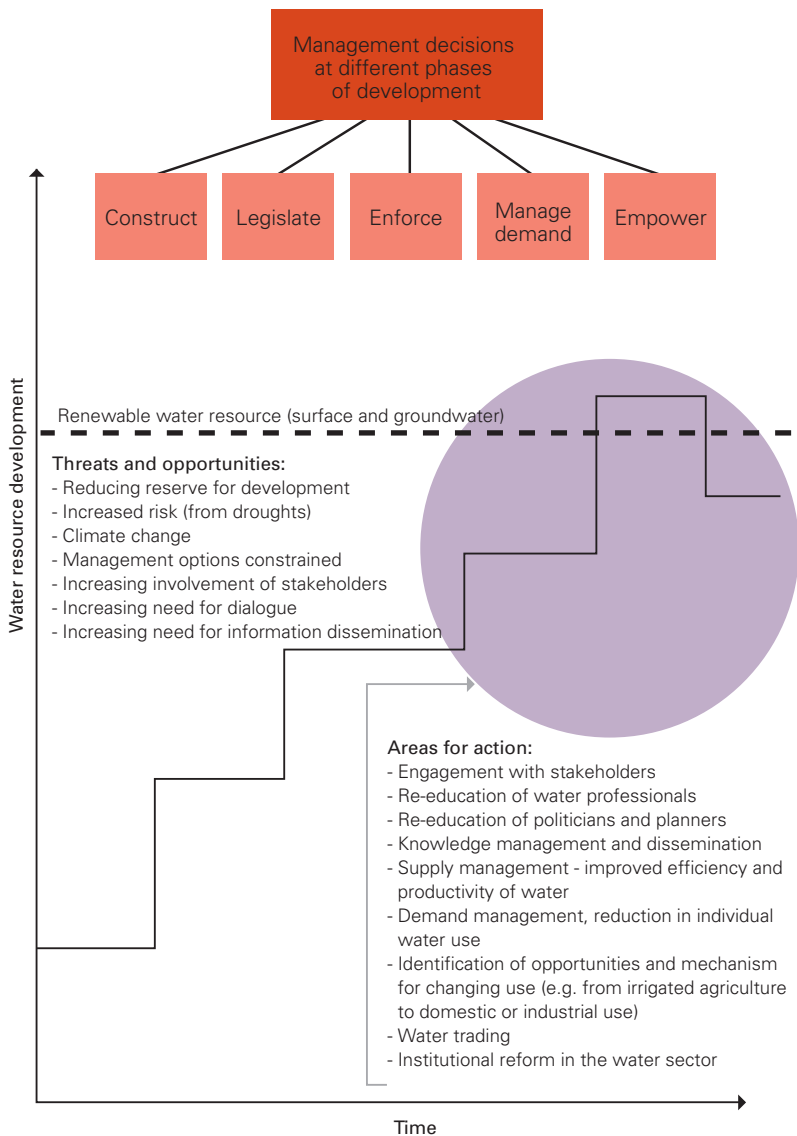 Management decisions
at different phases
of development
Construct
Legislate
Enforce
Manage
demand
Empower
Water resource development
Renewable water resource (surface and groundwater)
Threats and opportunities:
- Reducing reserve for development
- Increased risk (from droughts)
- Climate change
- Management options constrained
- Increasing involvement of stakeholders
- Increasing need for dialogue
- Increasing need for information dissemination
Areas for action:
- Engagement with stakeholders
- Re-education of water professionals
- Re-education of politicians and planners
- Knowledge management and dissemination
- Supply management - improved efficiency and
productivity of water
- Demand management, reduction in individual
water use
- Identification of opportunities and mechanism
for changing use (e.g. from irrigated agriculture
to domestic or industrial use)
- Water trading
- Institutional reform in the water sector
Time